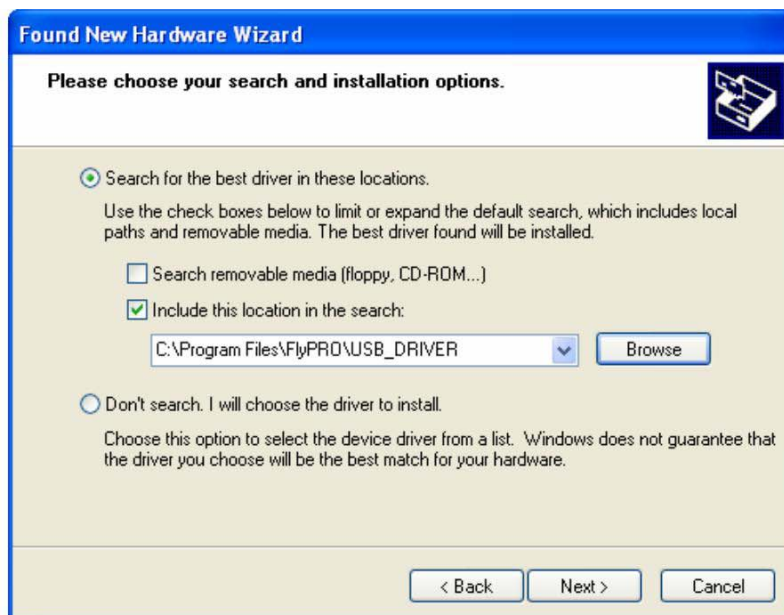 Found New Hardware Wizard
Please choose your search and installation options.
Search for the best driver in these locations.
Use the check boxes below to limit or expand the default search, which includes local
paths and removable media. The best driver found will be installed.
Search removable media (floppy, CD-ROM...)
Include this location in the search:
C:\Program Files\FlyPRO\USB_DRIVER
Browse
Don't search. I will choose the driver to install.
Choose this option to select the device driver from a list. Windows does not guarantee that
the driver you choose will be the best match for your hardware.
< Back Next > Cancel